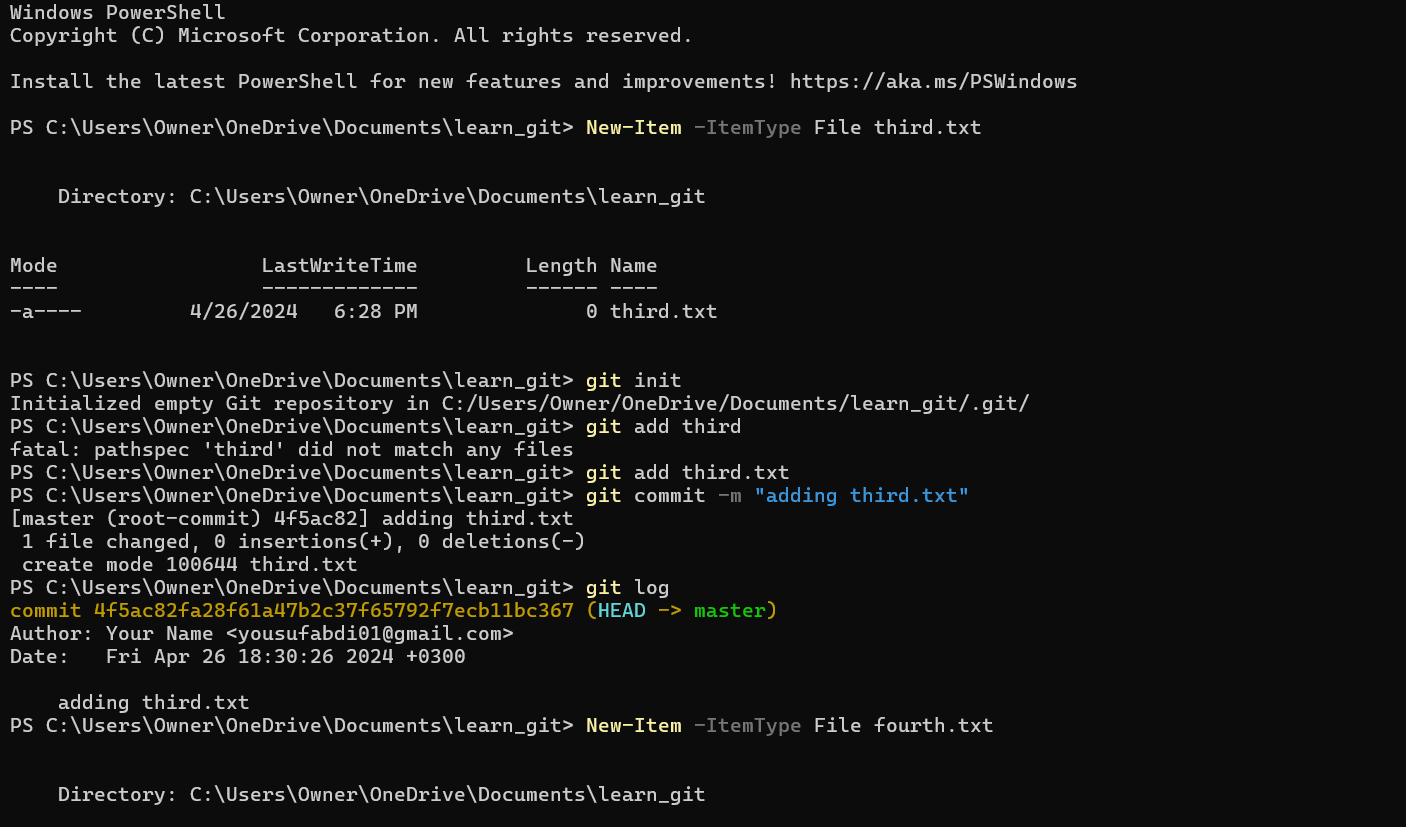 Windows PowerShell
Copyright (C) Microsoft Corporation. All rights reserved.
Install the latest PowerShell for new features and improvements! https://aka.ms/PSWindows
PS C:\Users\Owner\OneDrive\Documents\learn_git> New-Item -ItemType File third.txt
    Directory: C:\Users\Owner\OneDrive\Documents\learn_git
Mode                 LastWriteTime         Length Name
----                 -------------         ------ ----
-a----         4/26/2024   6:28 PM              0 third.txt
PS C:\Users\Owner\OneDrive\Documents\learn_git> git init
Initialized empty Git repository in C:/Users/Owner/OneDrive/Documents/learn_git/.git/
PS C:\Users\Owner\OneDrive\Documents\learn_git> git add third
fatal: pathspec 'third' did not match any files
PS C:\Users\Owner\OneDrive\Documents\learn_git> git add third.txt
PS C:\Users\Owner\OneDrive\Documents\learn_git> git commit -m "adding third.txt"
[master (root-commit) 4f5ac82] adding third.txt
 1 file changed, 0 insertions(+), 0 deletions(-)
 create mode 100644 third.txt
PS C:\Users\Owner\OneDrive\Documents\learn_git> git log
commit 4f5ac82fa28f61a47b2c37f65792f7ecb11bc367 (HEAD -> master)
Author: Your Name <yousufabdi01@gmail.com>
Date:   Fri Apr 26 18:30:26 2024 +0300
    adding third.txt
PS C:\Users\Owner\OneDrive\Documents\learn_git> New-Item -ItemType File fourth.txt
    Directory: C:\Users\Owner\OneDrive\Documents\learn_git